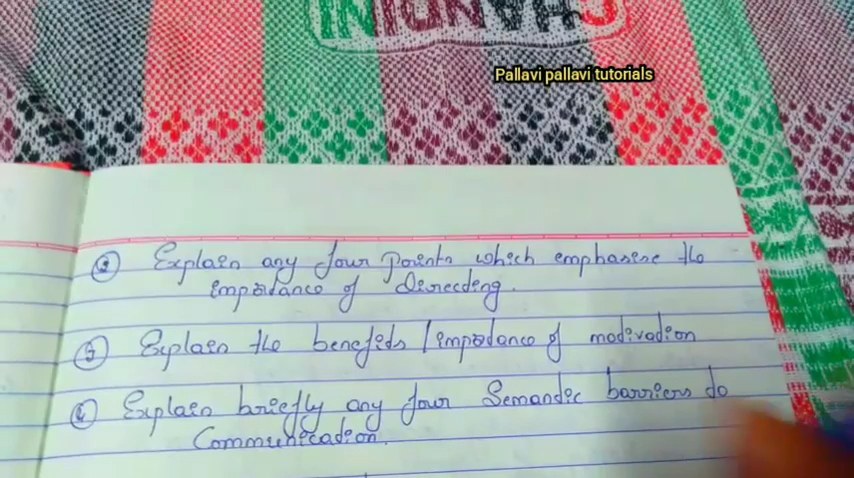 CHANDINI
Pallavi pallavi tutorials
② Explain any four points which emphasise the
importance of Directing.
③ Explain the benefits / importance of motivation
④ Explain briefly any four Semantic barriers to
Communication.